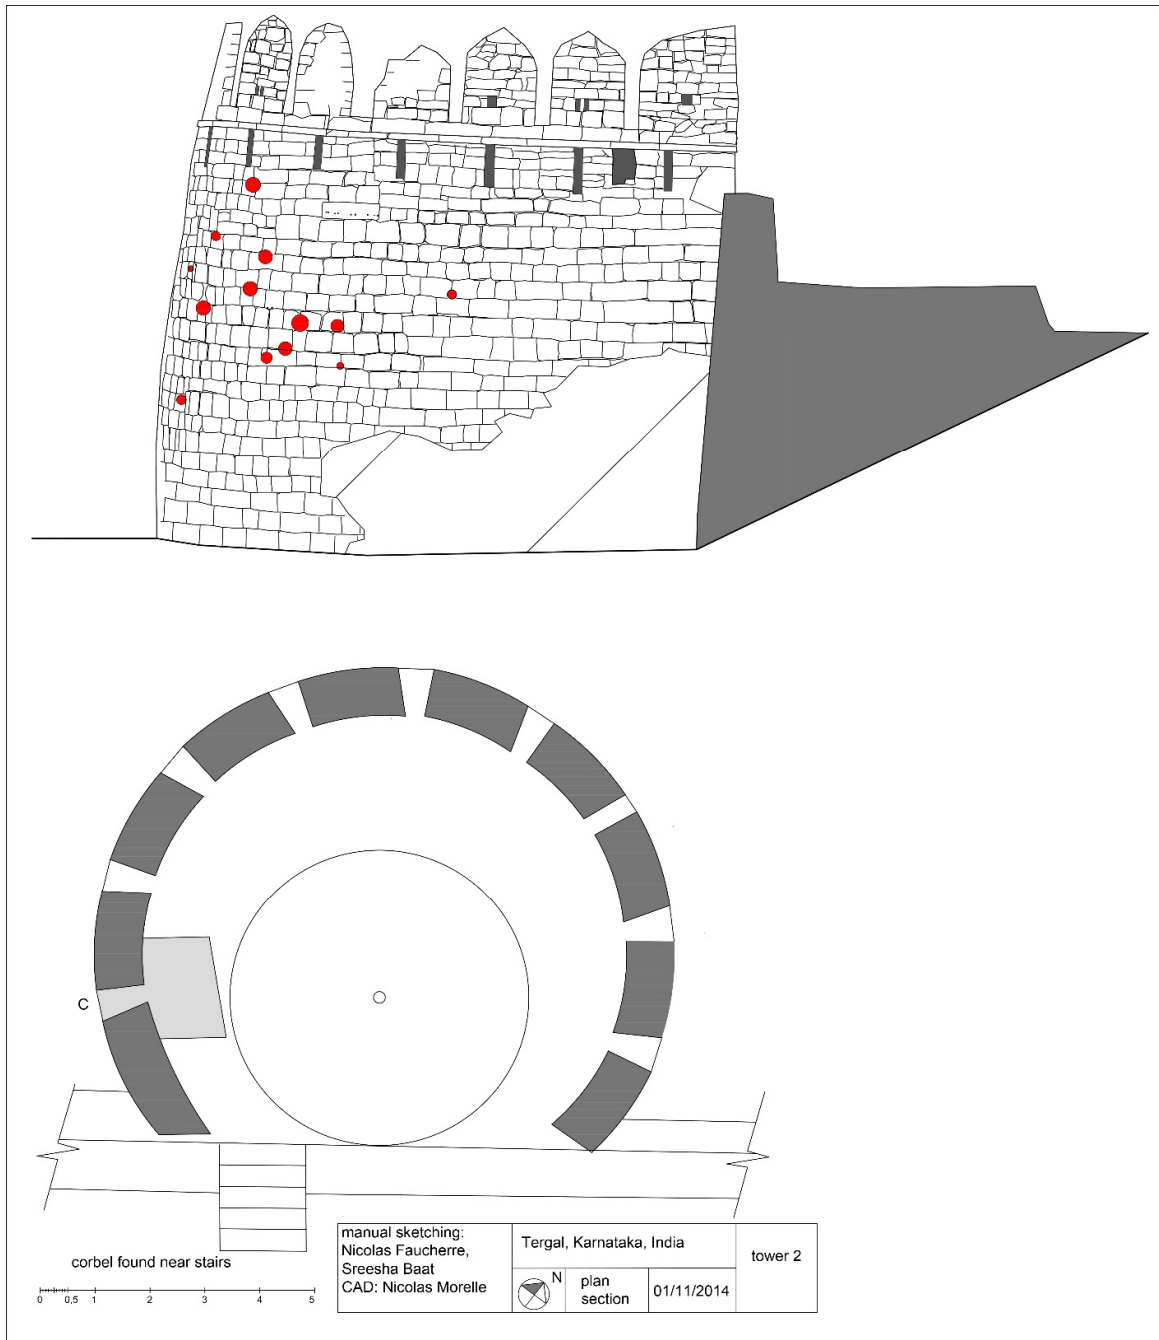 C
corbel found near stairs
0 0,5 1 2 3 4 5
manual sketching:
Nicolas Faucherre,
Sreesha Baat
CAD: Nicolas Morelle
Tergal, Karnataka, India
N
plan
section
01/11/2014
tower 2